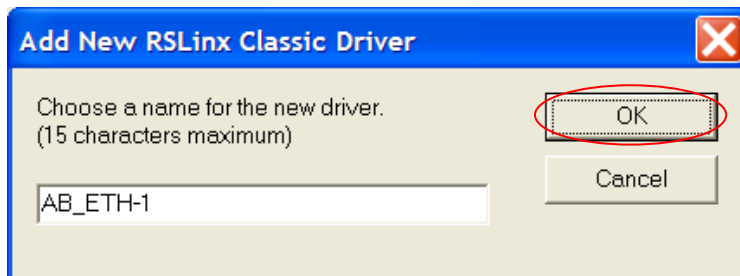 Add New RSLinx Classic Driver
Choose a name for the new driver.
(15 characters maximum)
OK
Cancel
AB_ETH-1